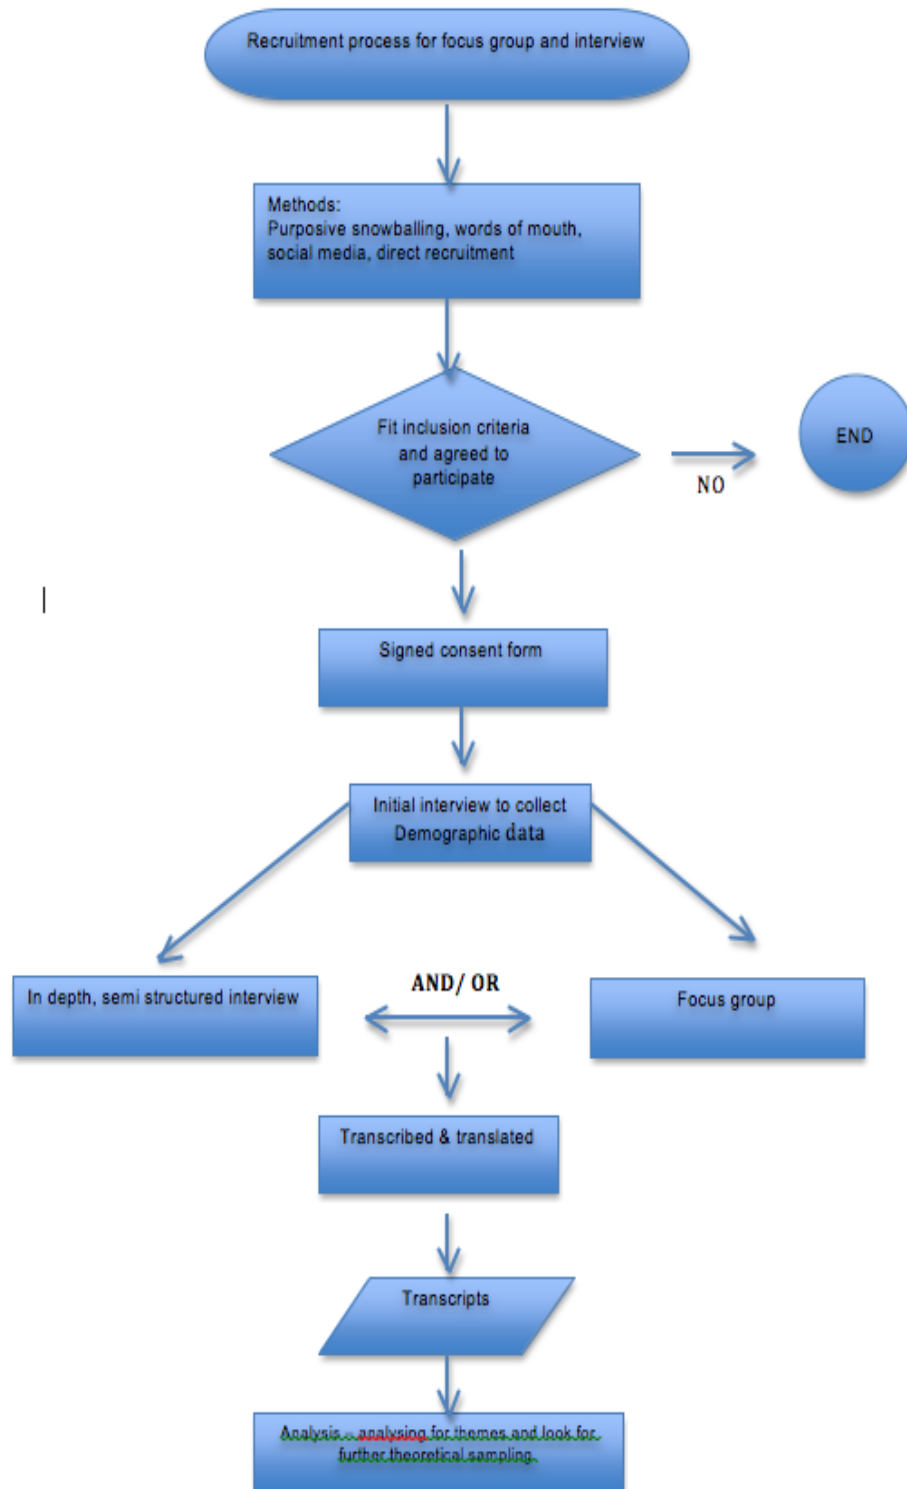 Recruitment process for focus group and interview
Methods:
Purposive snowballing, words of mouth,
social media, direct recruitment
Fit inclusion criteria
and agreed to
participate
NO
END
Signed consent form
Initial interview to collect
Demographic data
In depth, semi structured interview
AND/ OR
Focus group
Transcribed & translated
Transcripts
Analysis – analysing for themes and look for
further theoretical sampling.